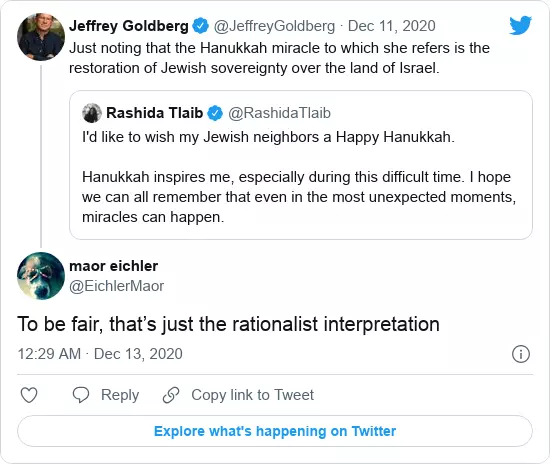 Jeffrey Goldberg @JeffreyGoldberg · Dec 11, 2020
Just noting that the Hanukkah miracle to which she refers is the
restoration of Jewish sovereignty over the land of Israel.
Rashida Tlaib @RashidaTlaib
I'd like to wish my Jewish neighbors a Happy Hanukkah.
Hanukkah inspires me, especially during this difficult time. I hope
we can all remember that even in the most unexpected moments,
miracles can happen.
maor eichler
@EichlerMaor
To be fair, that’s just the rationalist interpretation
12:29 AM · Dec 13, 2020
Reply Copy link to Tweet
Explore what's happening on Twitter